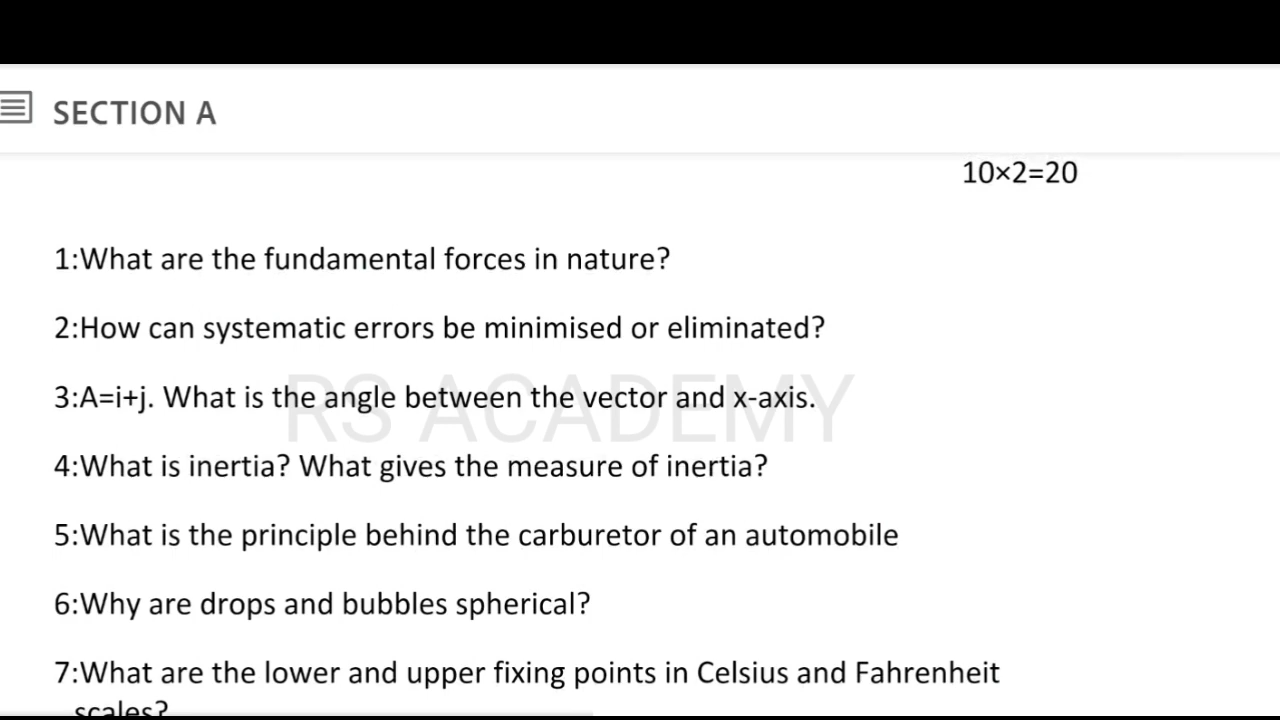 SECTION A
10×2=20
1:What are the fundamental forces in nature?
2:How can systematic errors be minimised or eliminated?
3:A=i+j. What is the angle between the vector and x-axis.
RS ACADEMY
4:What is inertia? What gives the measure of inertia?
5:What is the principle behind the carburetor of an automobile
6:Why are drops and bubbles spherical?
7:What are the lower and upper fixing points in Celsius and Fahrenheit
scales?